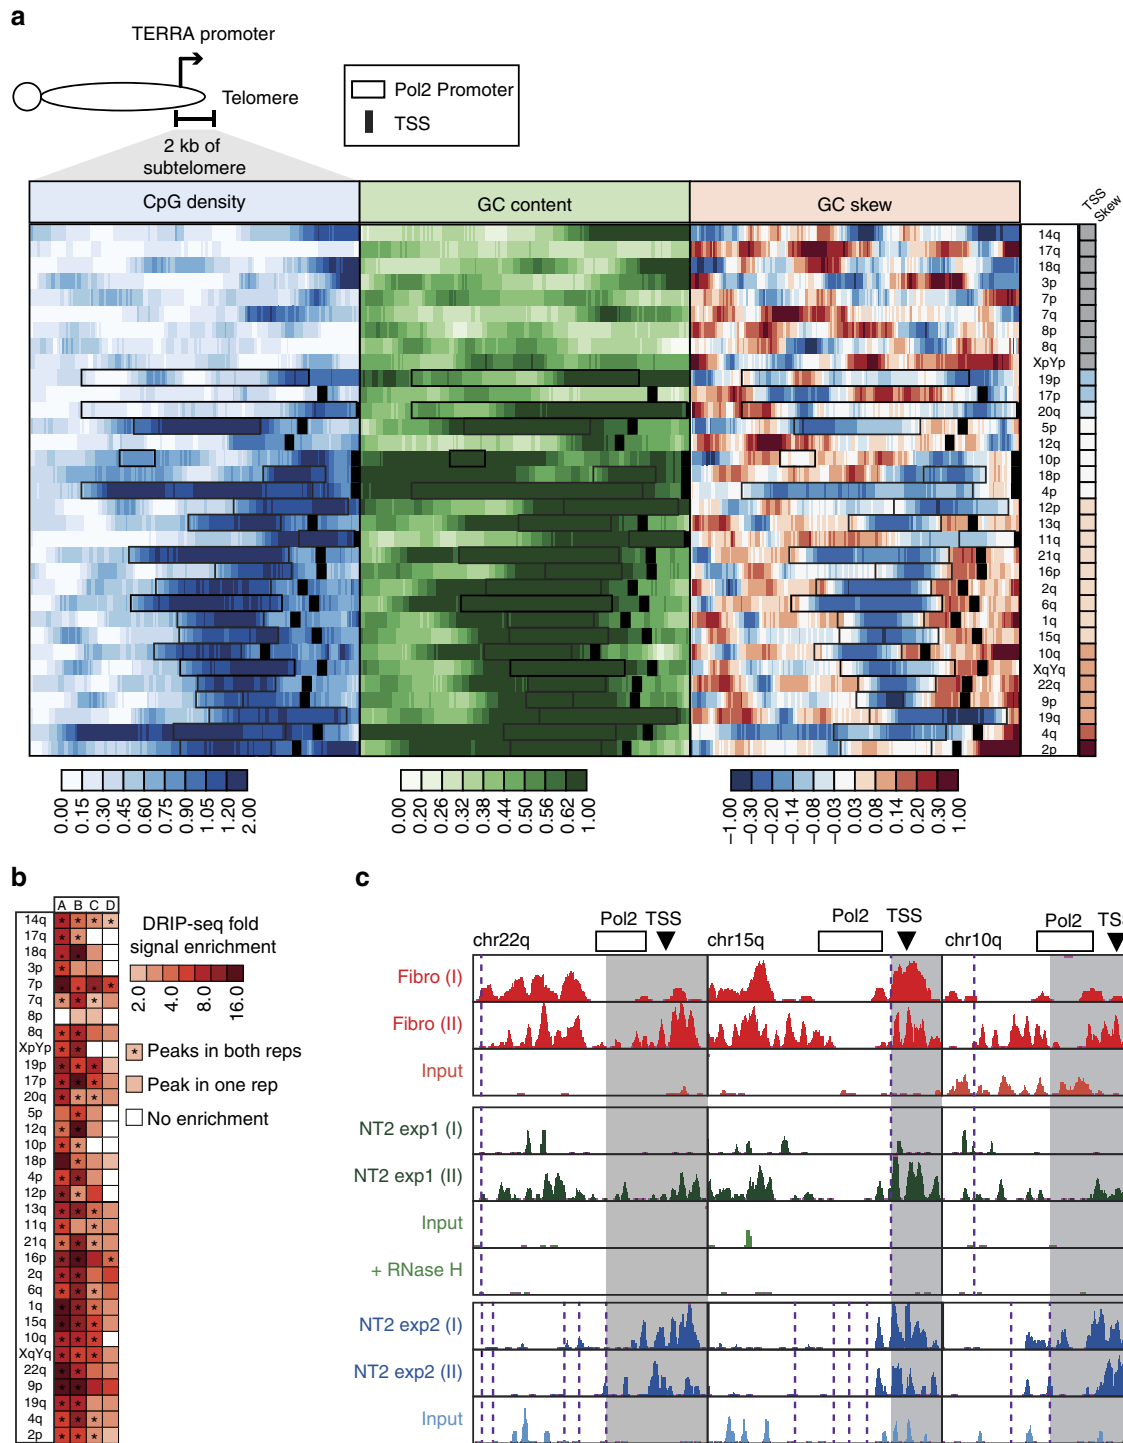 a
TERRA promoter
Telomere
2 kb of
subtelomere
Pol2 Promoter
TSS
CpG density
GC content
GC skew
TSS
Skew
14q
17q
18q
3p
7p
7q
8p
8q
XpYp
19p
17p
20q
5p
12q
10p
18p
4p
12p
13q
11q
21q
16p
2q
6q
1q
15q
10q
XqYq
22q
9p
19q
4q
2p
0.00 0.15 0.30 0.45 0.60 0.75 0.90 1.05 1.20 2.00
0.00 0.20 0.26 0.32 0.38 0.44 0.50 0.56 0.62 1.00
−1.00 −0.30 −0.20 −0.14 −0.08 −0.03 0.03 0.08 0.14 0.20 0.30 1.00
b
A B C D
14q
17q
18q
3p
7p
7q
8p
8q
XpYp
19p
17p
20q
5p
12q
10p
18p
4p
12p
13q
11q
21q
16p
2q
6q
1q
15q
10q
XqYq
22q
9p
19q
4q
2p
DRIP-seq fold
signal enrichment
2.0 4.0 8.0 16.0
* Peaks in both reps
Peak in one rep
No enrichment
c
Pol2 TSS
Pol2 TSS
Pol2 TS
chr22q
chr15q
chr10q
Fibro (I)
Fibro (II)
Input
NT2 exp1 (I)
NT2 exp1 (II)
Input
+ RNase H
NT2 exp2 (I)
NT2 exp2 (II)
Input